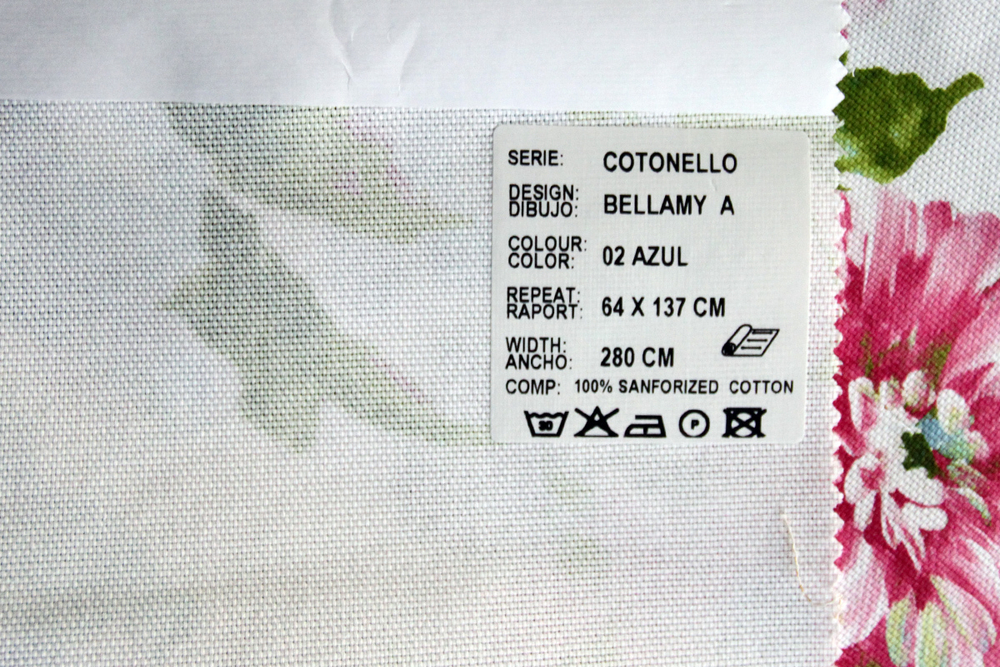 SERIE: COTONELLO
DESIGN:
DIBUJO: BELLAMY A
COLOUR:
COLOR: 02 AZUL
REPEAT:
RAPORT: 64 X 137 CM
WIDTH:
ANCHO: 280 CM
COMP: 100% SANFORIZED COTTON
30 P